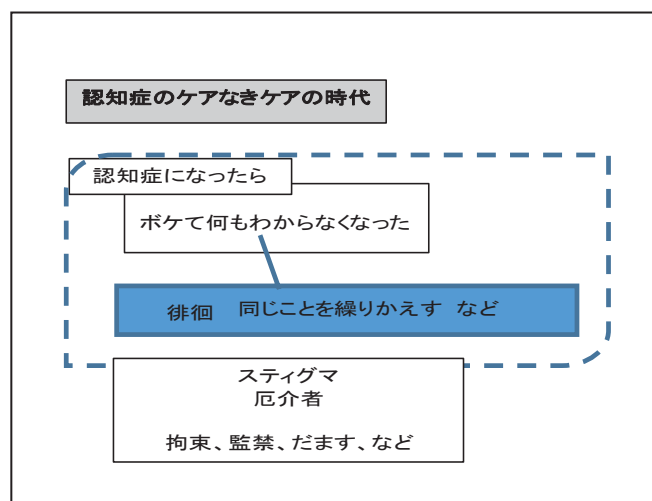 認知症のケアなきケアの時代
認知症になったら
ボケて何もわからなくなった
徘徊 同じことを繰りかえす など
スティグマ
厄介者
拘束、監禁、だます、など